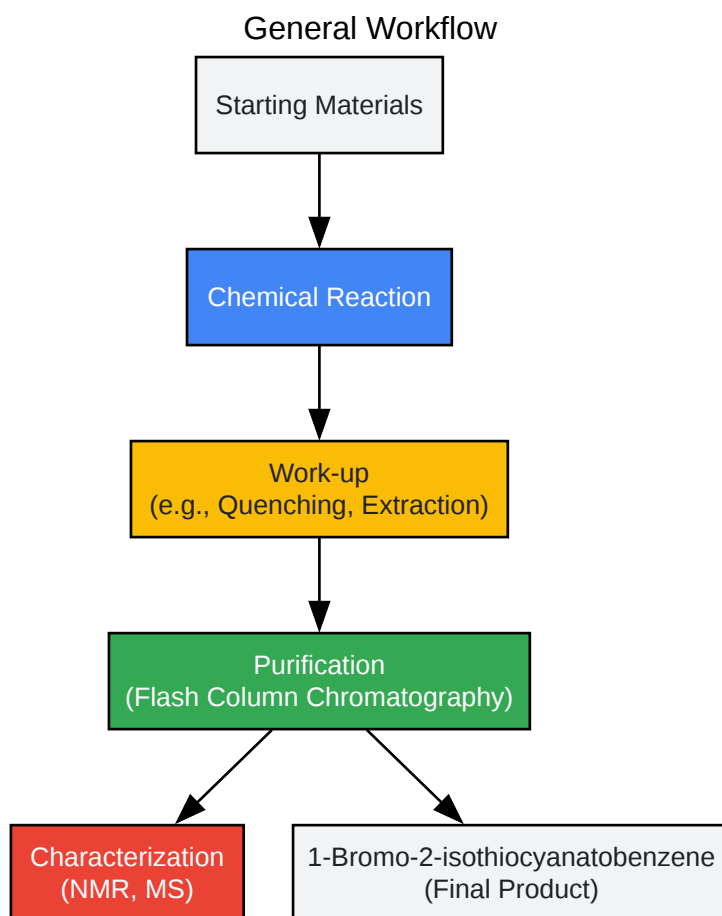 General Workflow
Starting Materials
Chemical Reaction
Work-up
(e.g., Quenching, Extraction)
Purification
(Flash Column Chromatography)
Characterization
(NMR, MS)
1-Bromo-2-isothiocyanatobenzene
(Final Product)